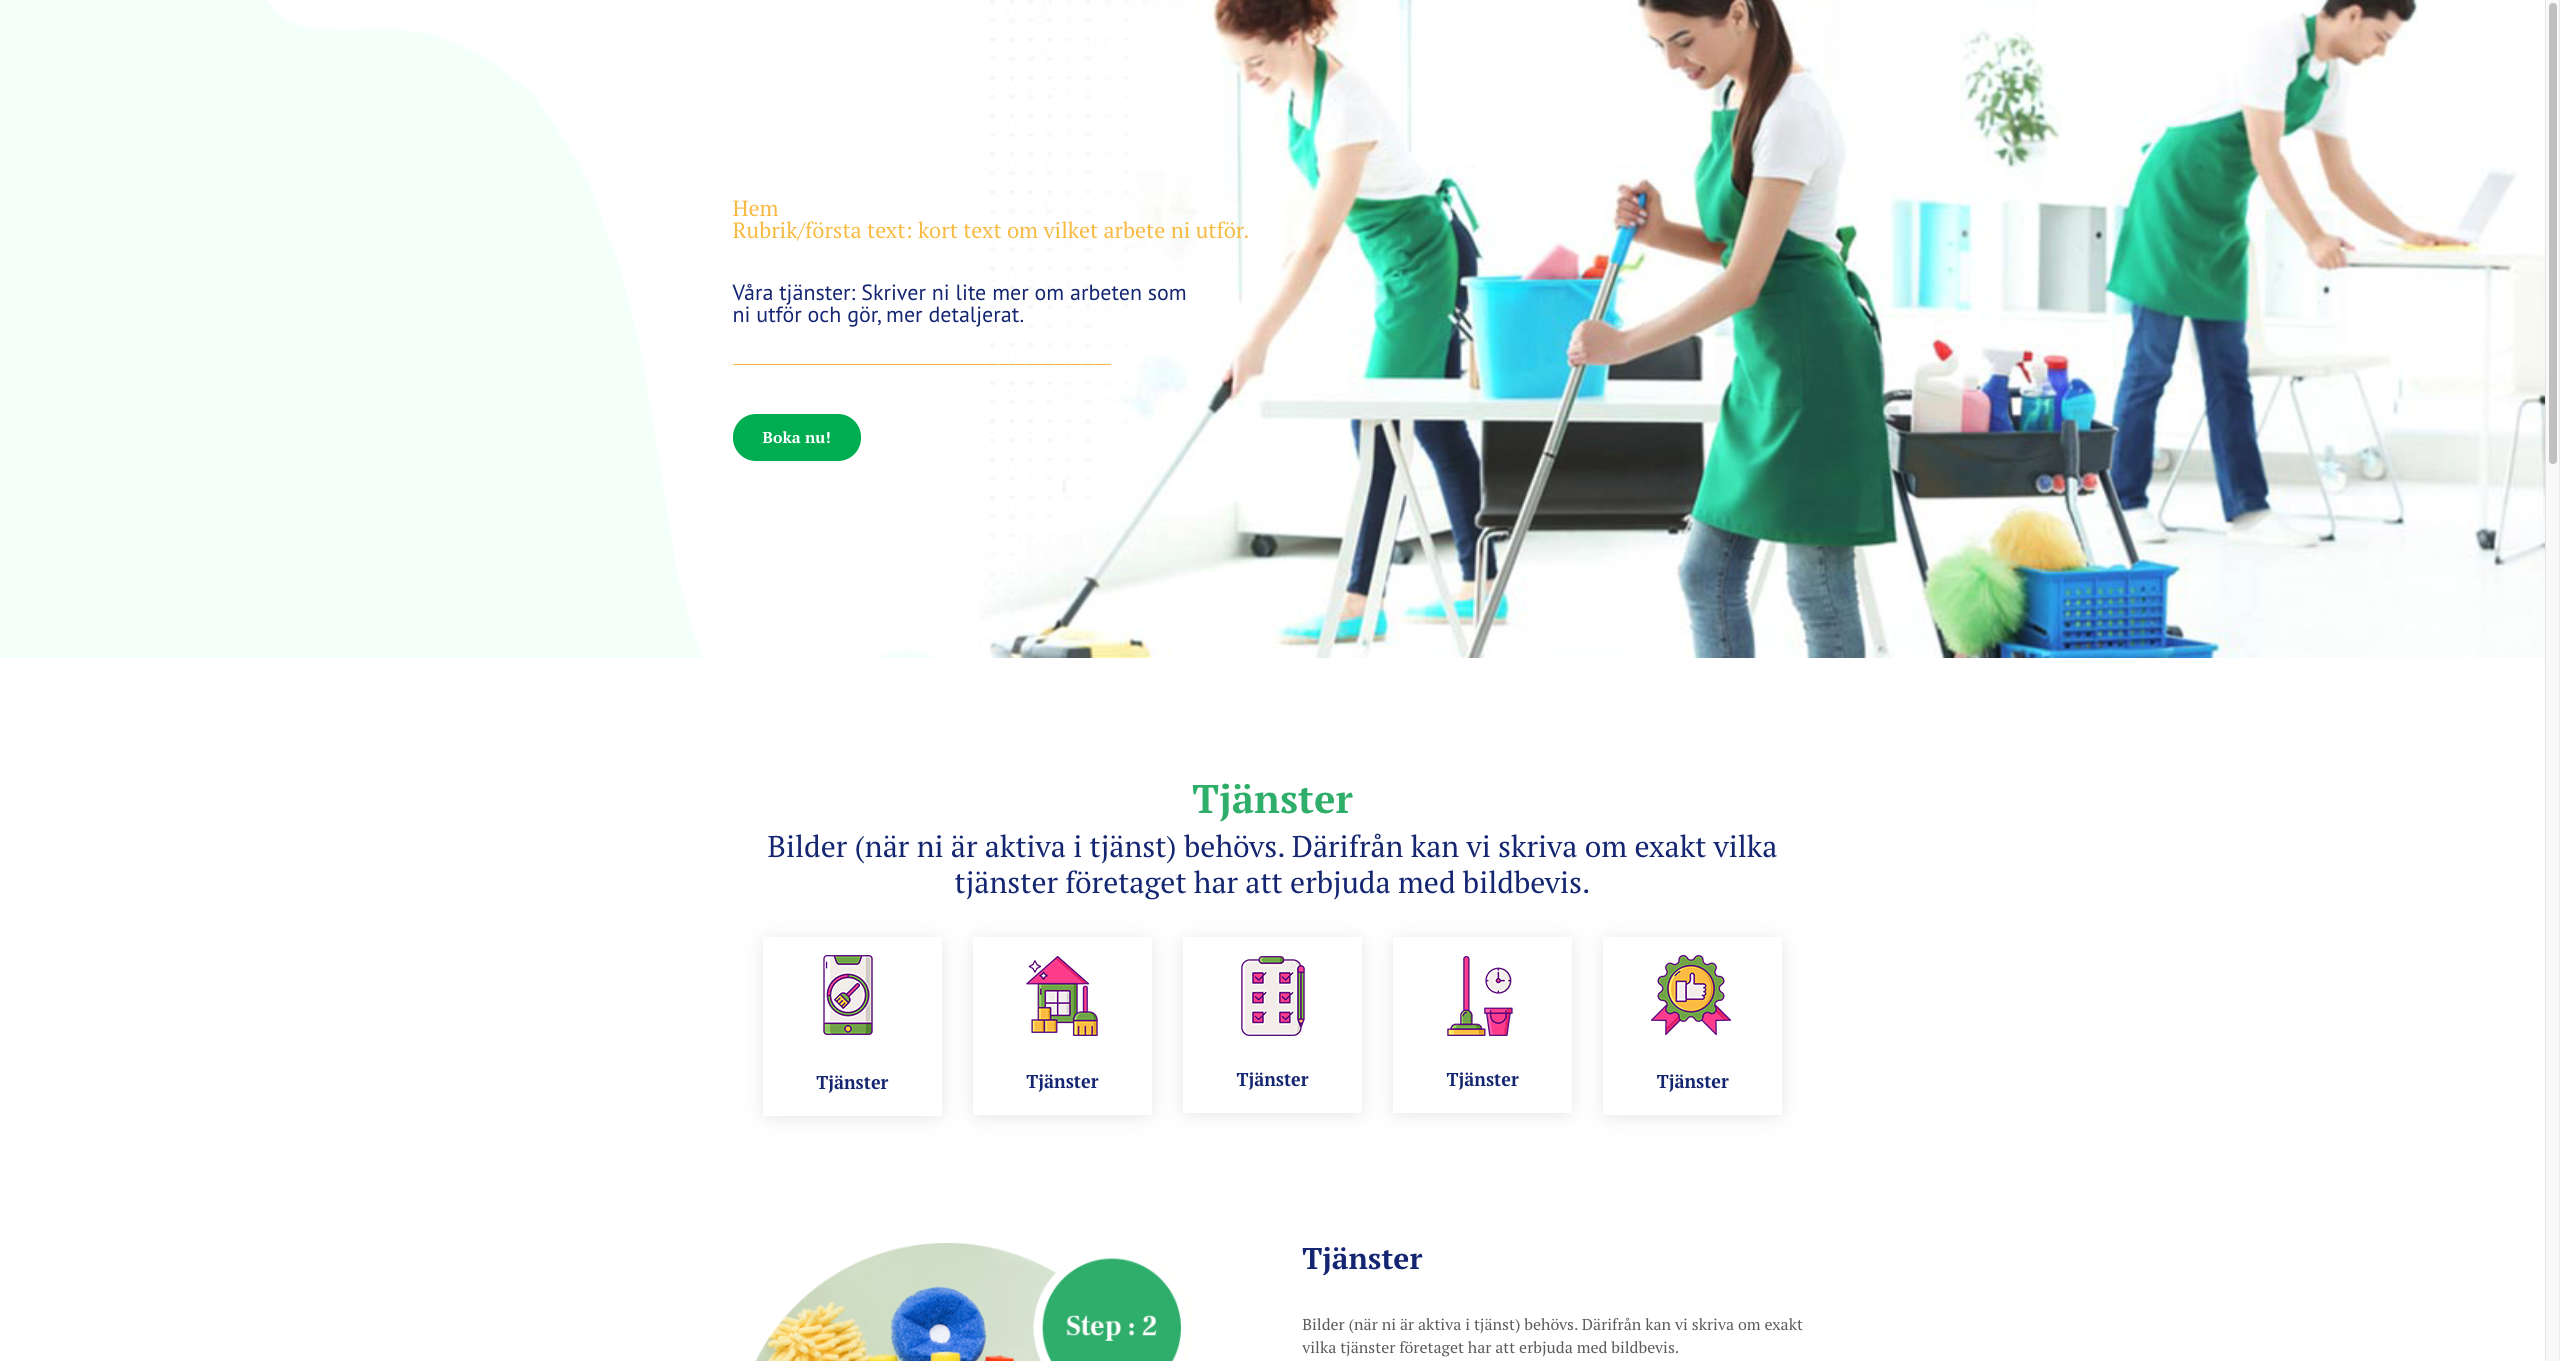 Hem
Rubrik/första text: kort text om vilket arbete ni utför.
Våra tjänster: Skriver ni lite mer om arbeten som
ni utför och gör, mer detaljerat.
Boka nu!
Tjänster
Bilder (när ni är aktiva i tjänst) behövs. Därifrån kan vi skriva om exakt vilka
tjänster företaget har att erbjuda med bildbevis.
Tjänster
Tjänster
Tjänster
Tjänster
Tjänster
Step : 2
Tjänster
Bilder (när ni är aktiva i tjänst) behövs. Därifrån kan vi skriva om exakt
vilka tjänster företaget har att erbjuda med bildbevis.